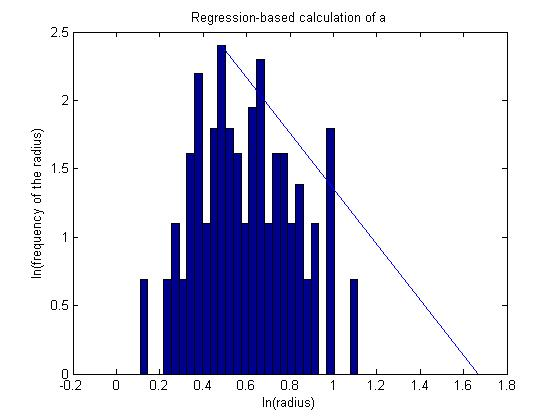 Regression-based calculation of a
2.5
2
1.5
1
0.5
0
-0.2 0 0.2 0.4 0.6 0.8 1 1.2 1.4 1.6 1.8
ln(frequency of the radius)
ln(radius)